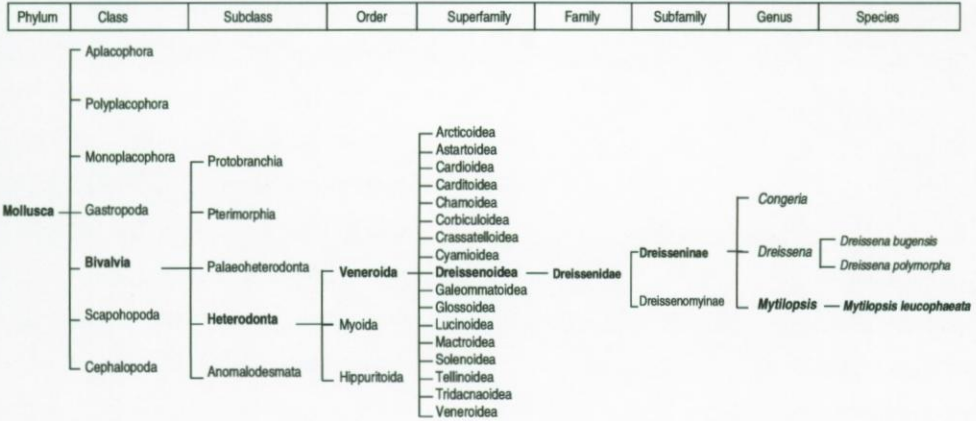 Phylum Class Subclass Order Superfamily Family Subfamily Genus Species
Aplacophora
Polyplacophora
Monoplacophora
Mollusca
Gastropoda
Bivalvia
Scapohopoda
Cephalopoda
Protobranchia
Pterimorphia
Palaeoheterodonta
Heterodonta
Anomalodesmata
Veneroida
Myoida
Hippuritoida
Arcticoidea
Astartoidea
Cardioidea
Carditoidea
Chamoidea
Corbiculoidea
Crassatelloidea
Cyamioidea
Dreissenoidea
Galeommatoidea
Glossoidea
Lucinoidea
Mactroidea
Solenoidea
Tellinoidea
Tridacnaoidea
Veneroidea
Dreissenidae
Dreisseninae
Dreissenomyinae
Congeria
Dreissena
Mytilopsis
Dreissena bugensis
Dreissena polymorpha
Mytilopsis leucophaeata